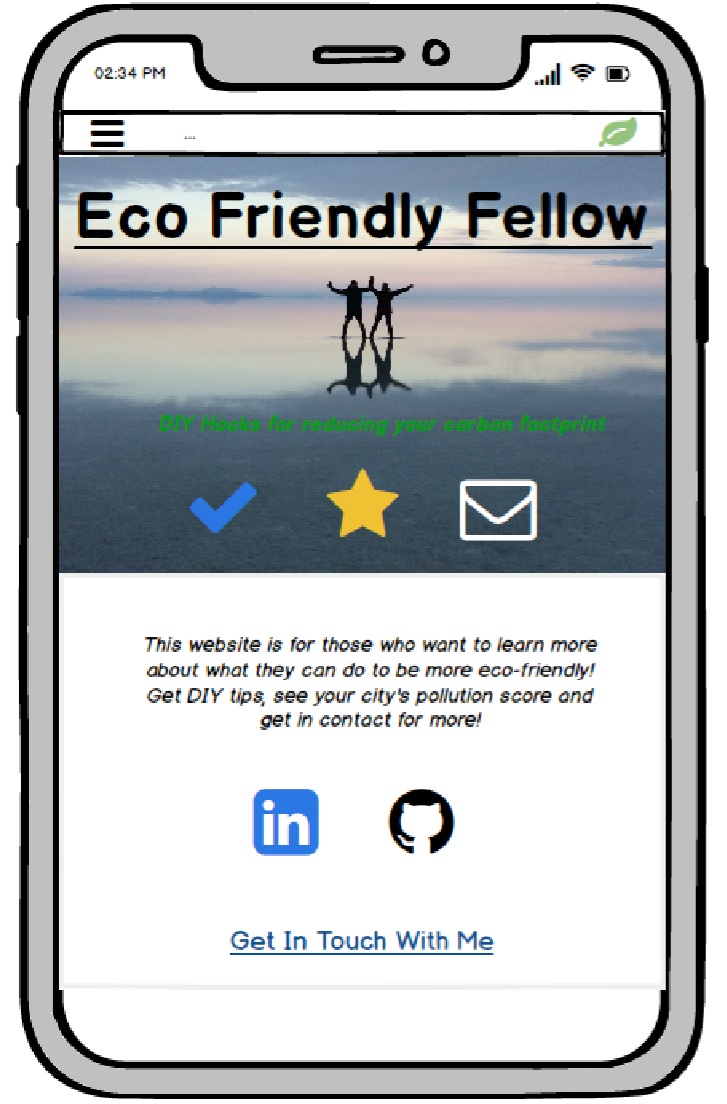 02:34 PM
...
Eco Friendly Fellow
DIY Hacks for reducing your carbon footprint
This website is for those who want to learn more
about what they can do to be more eco-friendly!
Get DIY tips, see your city's pollution score and
get in contact for more!
in
Get In Touch With Me